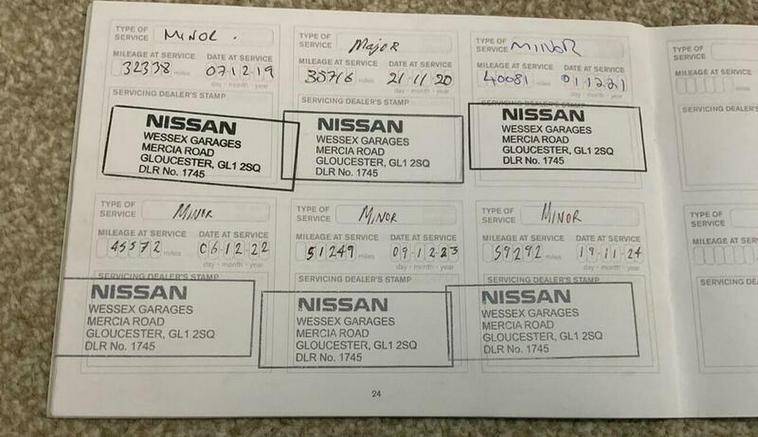 TYPE OF SERVICE Minor.
MILEAGE AT SERVICE DATE AT SERVICE
32338 miles 07 12 19
day - month - year
SERVICING DEALER'S STAMP
NISSAN
WESSEX GARAGES
MERCIA ROAD
GLOUCESTER, GL1 2SQ
DLR No. 1745
TYPE OF SERVICE Major
MILEAGE AT SERVICE DATE AT SERVICE
35716 miles 21 11 20
day - month - year
SERVICING DEALER'S STAMP
NISSAN
WESSEX GARAGES
MERCIA ROAD
GLOUCESTER, GL1 2SQ
DLR No. 1745
TYPE OF SERVICE MINOR
MILEAGE AT SERVICE DATE AT SERVICE
40081 miles 01 12 21
day - month - year
SERVICING DEALER'S STAMP
NISSAN
WESSEX GARAGES
MERCIA ROAD
GLOUCESTER, GL1 2SQ
DLR No. 1745
TYPE OF SERVICE
MILEAGE AT SERVICE
miles
SERVICING DEALER'S
TYPE OF SERVICE Minor
MILEAGE AT SERVICE DATE AT SERVICE
45572 miles 06 12 22
day - month - year
SERVICING DEALER'S STAMP
NISSAN
WESSEX GARAGES
MERCIA ROAD
GLOUCESTER, GL1 2SQ
DLR No. 1745
TYPE OF SERVICE Minor
MILEAGE AT SERVICE DATE AT SERVICE
51249 miles 09 12 23
day - month - year
SERVICING DEALER'S STAMP
NISSAN
WESSEX GARAGES
MERCIA ROAD
GLOUCESTER, GL1 2SQ
DLR No. 1745
TYPE OF SERVICE Minor
MILEAGE AT SERVICE DATE AT SERVICE
59292 miles 19 11 24
day - month - year
SERVICING DEALER'S STAMP
NISSAN
WESSEX GARAGES
MERCIA ROAD
GLOUCESTER, GL1 2SQ
DLR No. 1745
TYPE OF SERVICE
MILEAGE AT SER
SERVICING DE
24